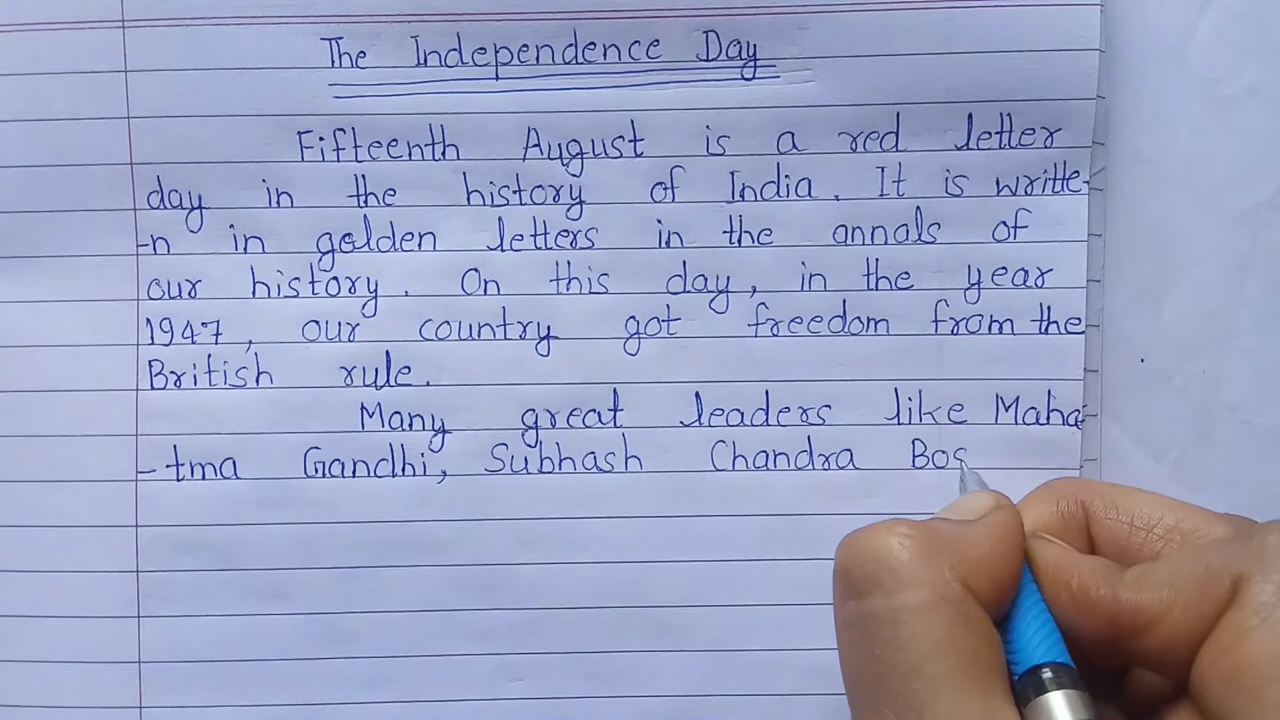 The Independence Day
Fifteenth August is a red letter
day in the history of India. It is writte-
-n in golden letters in the annals of
our history. On this day, in the year
1947, our country got freedom from the
British rule.
Many great leaders like Maha-
-tma Gandhi, Subhash Chandra Bos